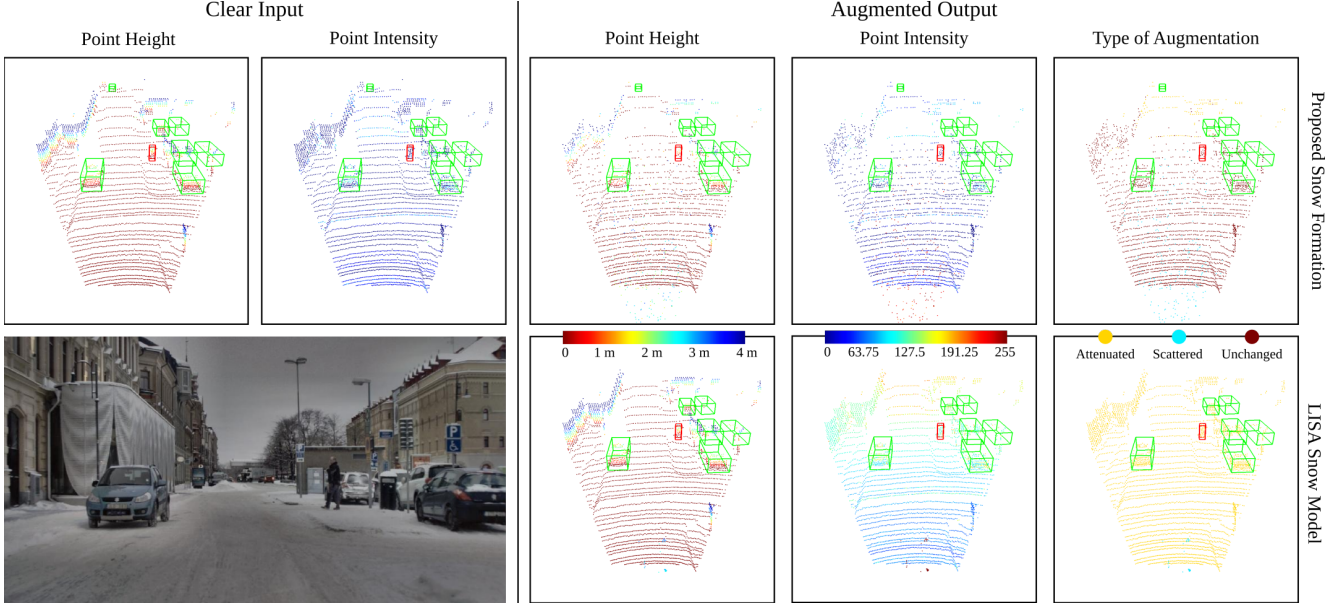 Clear Input
Augmented Output
Point Height
Point Intensity
Point Height
Point Intensity
Type of Augmentation
Proposed Snow Formation
0 1 m 2 m 3 m 4 m
0 63.75 127.5 191.25 255
Attenuated Scattered Unchanged
LISA Snow Model
P